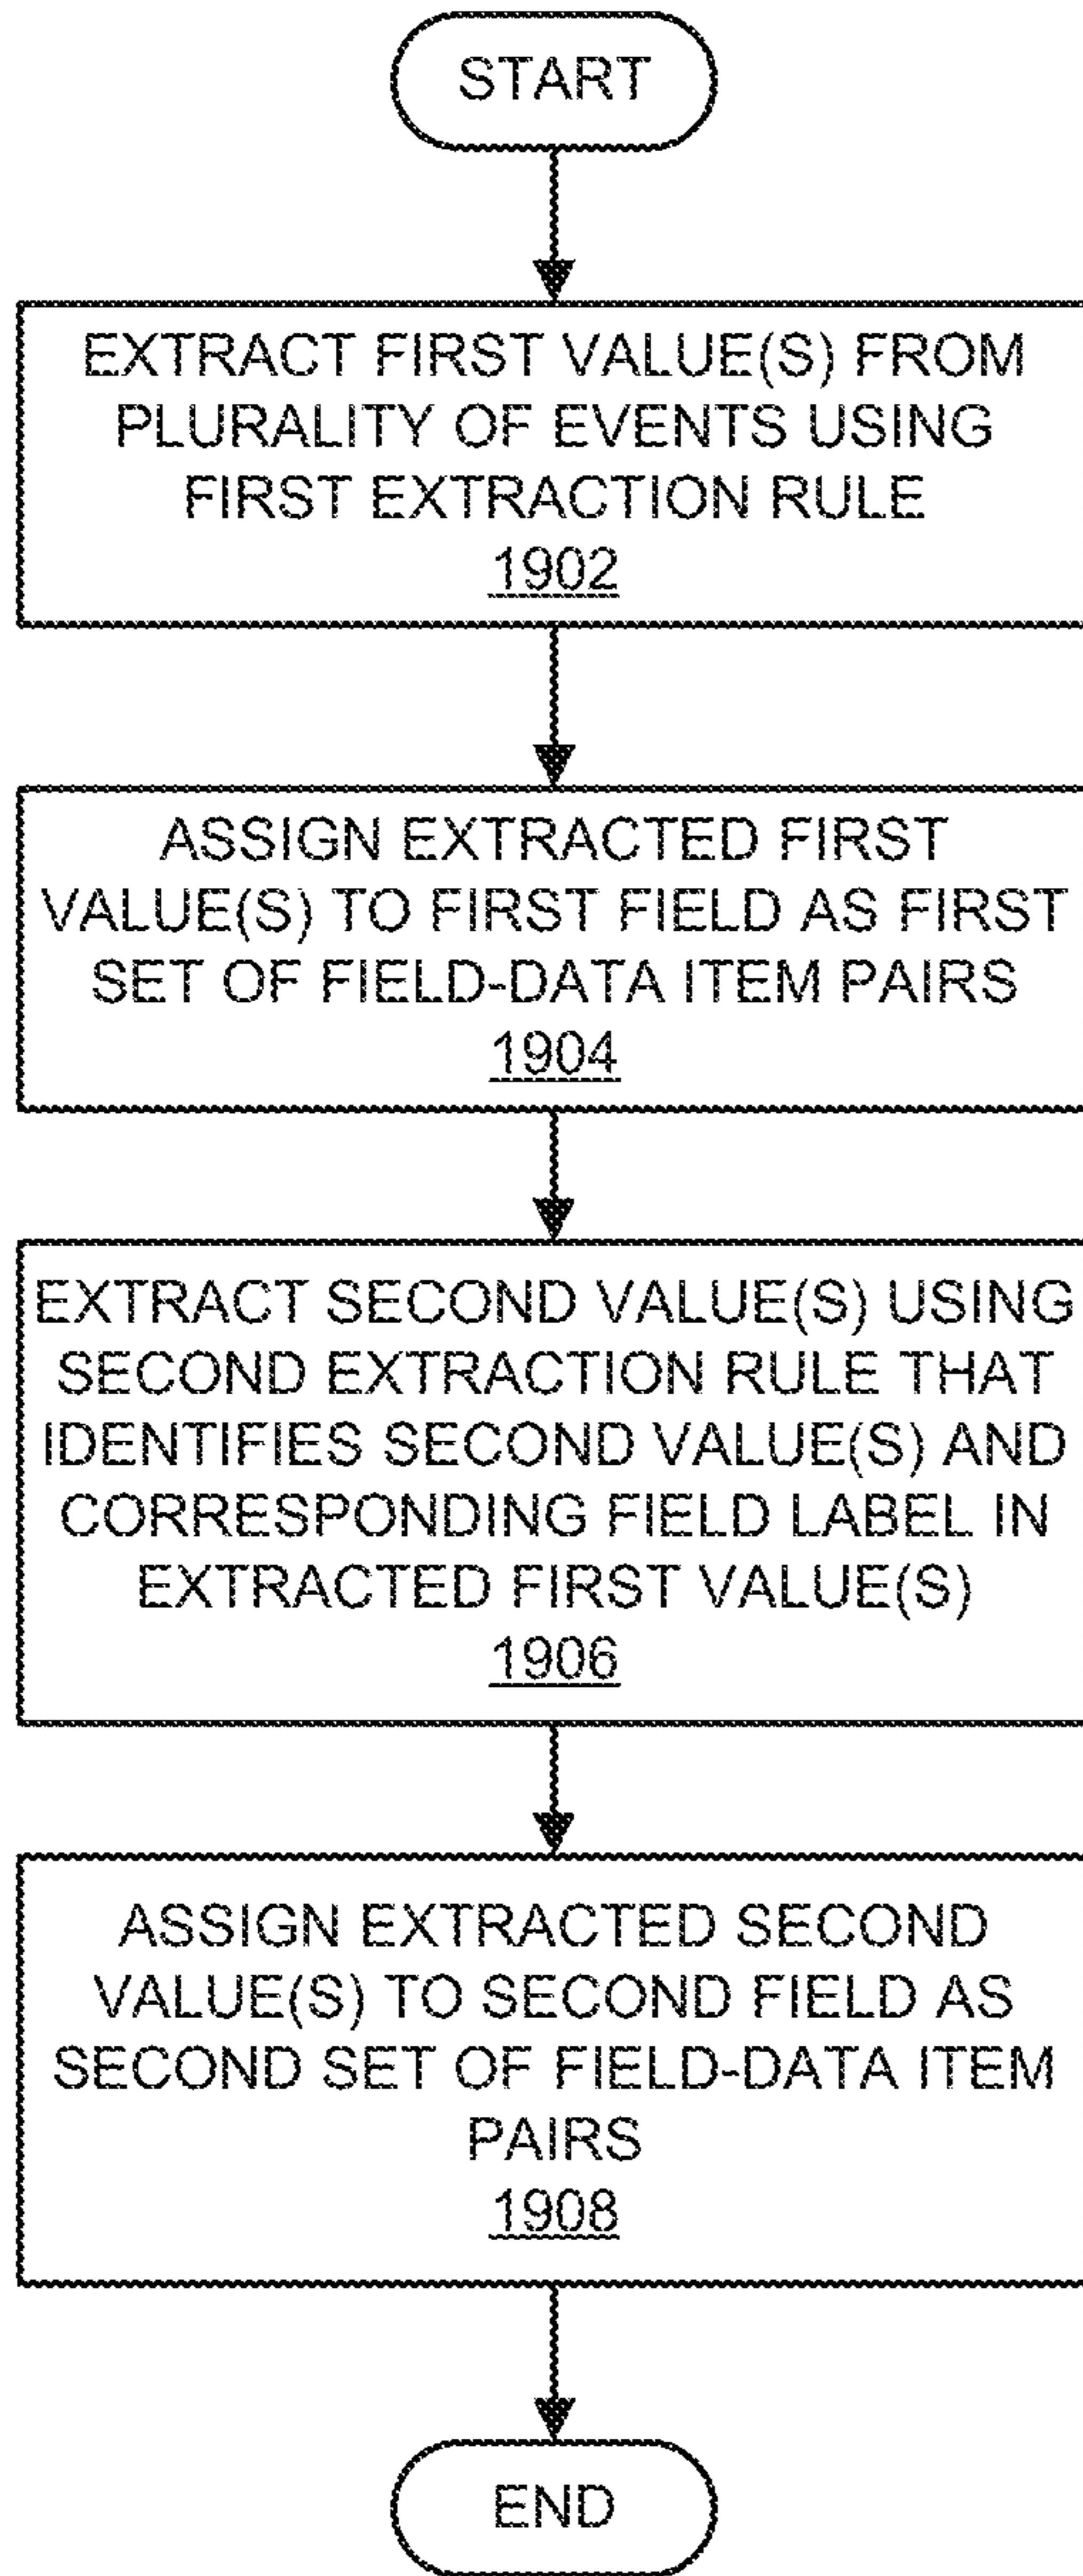 START
EXTRACT FIRST VALUE(S) FROM
PLURALITY OF EVENTS USING
FIRST EXTRACTION RULE
1902
ASSIGN EXTRACTED FIRST
VALUE(S) TO FIRST FIELD AS FIRST
SET OF FIELD-DATA ITEM PAIRS
1904
EXTRACT SECOND VALUE(S) USING
SECOND EXTRACTION RULE THAT
IDENTIFIES SECOND VALUE(S) AND
CORRESPONDING FIELD LABEL IN
EXTRACTED FIRST VALUE(S)
1906
ASSIGN EXTRACTED SECOND
VALUE(S) TO SECOND FIELD AS
SECOND SET OF FIELD-DATA ITEM
PAIRS
1908
END